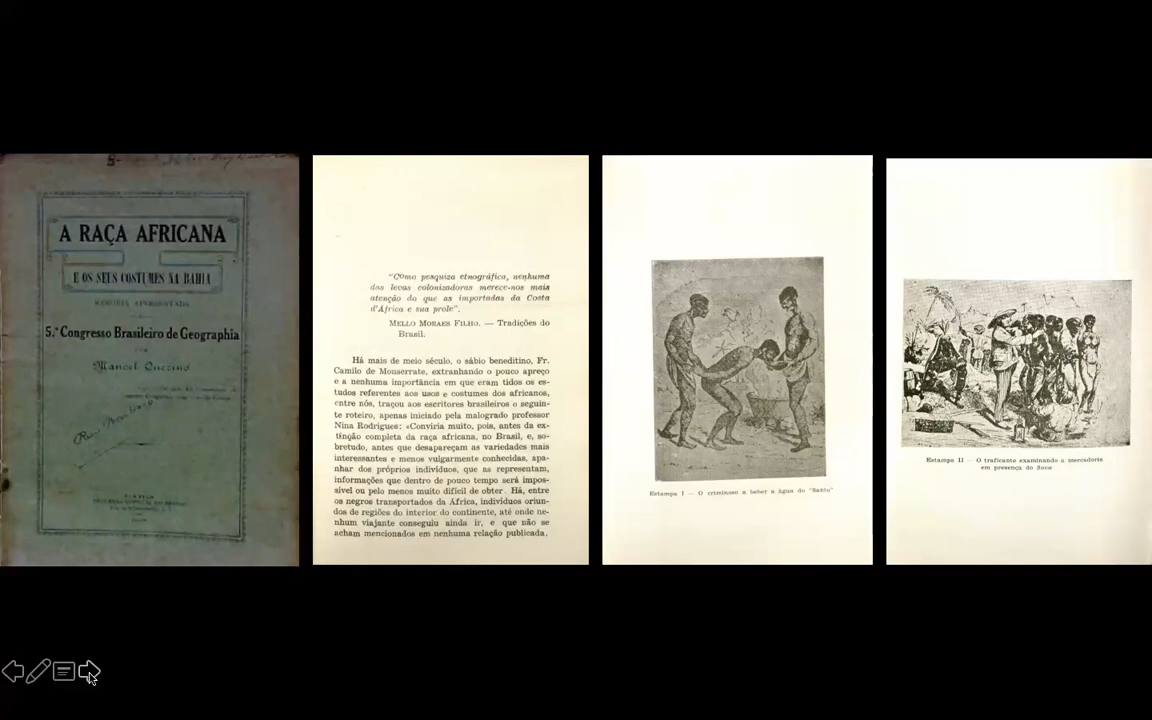 A RAÇA AFRICANA
E OS SEUS COSTUMES NA BAHIA
MEMORIA APRESENTADA
5.º Congresso Brasileiro de Geographia
POR
Manoel Querino
"Como pesquiza etnográfica, nenhuma
das levas colonizadoras merece-nos mais
atenção do que as importadas da Costa
d'Africa e sua prole".
MELLO MORAES FILHO. — Tradições do
Brasil.
Há mais de meio século, o sábio beneditino, Fr.
Camilo de Monserrate, extranhando o pouco apreço
e a nenhuma importância em que eram tidos os es-
tudos referentes aos usos e costumes dos africanos,
entre nós, traçou aos escritores brasileiros o seguin-
te roteiro, apenas iniciado pela malogrado professor
Nina Rodrigues: «Conviria muito, pois, antes da ex-
tinção completa da raça africana, no Brasil, e, so-
bretudo, antes que desapareçam as variedades mais
interessantes e menos vulgarmente conhecidas, apa-
nhar dos próprios indivíduos, que as representam,
informações que dentro de pouco tempo será impos-
sível ou pelo menos muito difícil de obter. Há, entre
os negros transportados da África, indivíduos oriun-
dos de regiões do interior do continente, até onde ne-
nhum viajante conseguiu ainda ir, e que não se
acham mencionados em nenhuma relação publicada.
Estampa I — O criminoso a beber a água do "Santo"
Estampa II — O traficante examinando a mercadoria
em presença do Sova